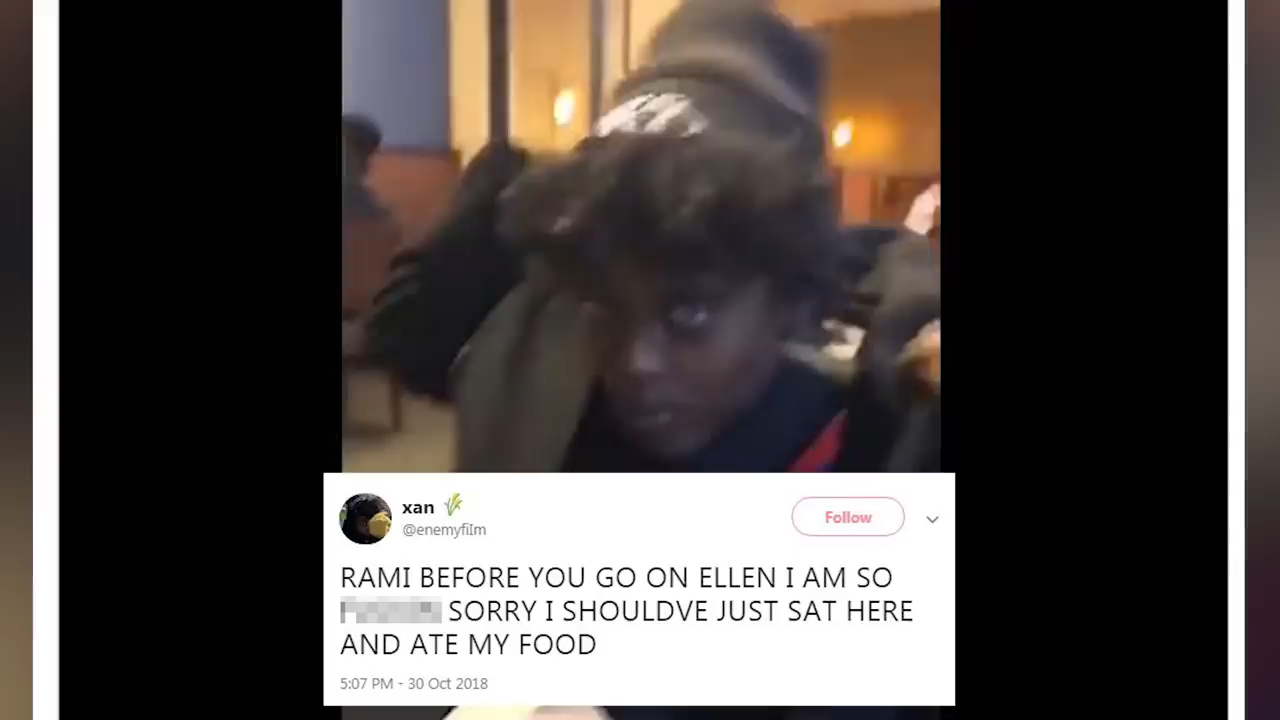 xan
@enemyfilm
Follow
RAMI BEFORE YOU GO ON ELLEN I AM SO
SORRY I SHOULDVE JUST SAT HERE
AND ATE MY FOOD
5:07 PM - 30 Oct 2018